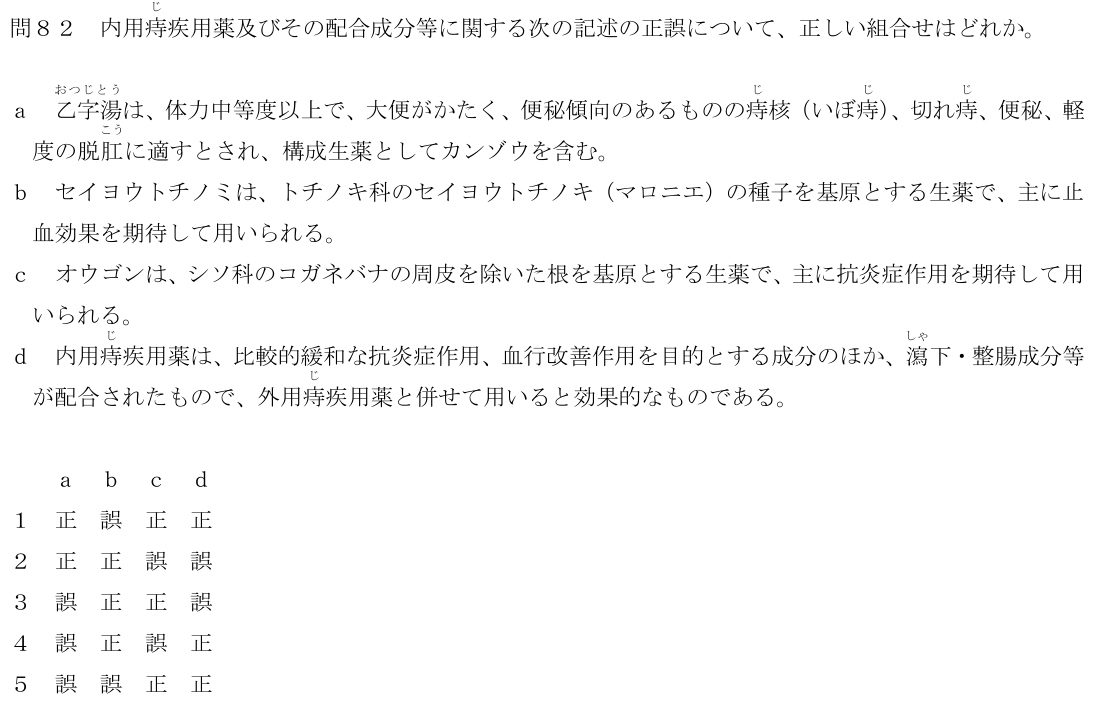 問８２　内用痔疾用薬及びその配合成分等に関する次の記述の正誤について、正しい組合せはどれか。
a　乙字湯は、体力中等度以上で、大便がかたく、便秘傾向のあるものの痔核（いぼ痔）、切れ痔、便秘、軽
度の脱肛に適すとされ、構成生薬としてカンゾウを含む。
b　セイヨウトチノミは、トチノキ科のセイヨウトチノキ（マロニエ）の種子を基原とする生薬で、主に止
血効果を期待して用いられる。
c　オウゴンは、シソ科のコガネバナの周皮を除いた根を基原とする生薬で、主に抗炎症作用を期待して用
いられる。
d　内用痔疾用薬は、比較的緩和な抗炎症作用、血行改善作用を目的とする成分のほか、瀉下・整腸成分等
が配合されたもので、外用痔疾用薬と併せて用いると効果的なものである。
a　b　c　d
1　正　誤　正　正
2　正　正　誤　誤
3　誤　正　正　誤
4　誤　正　誤　正
5　誤　誤　正　正